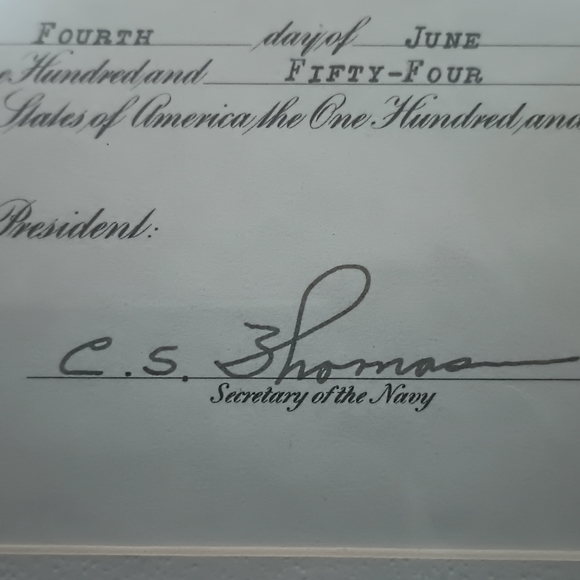 FOURTH day of JUNE
e Hundred and FIFTY-FOUR
States of America the One Hundred and
President:
C. S. Thomas
Secretary of the Navy